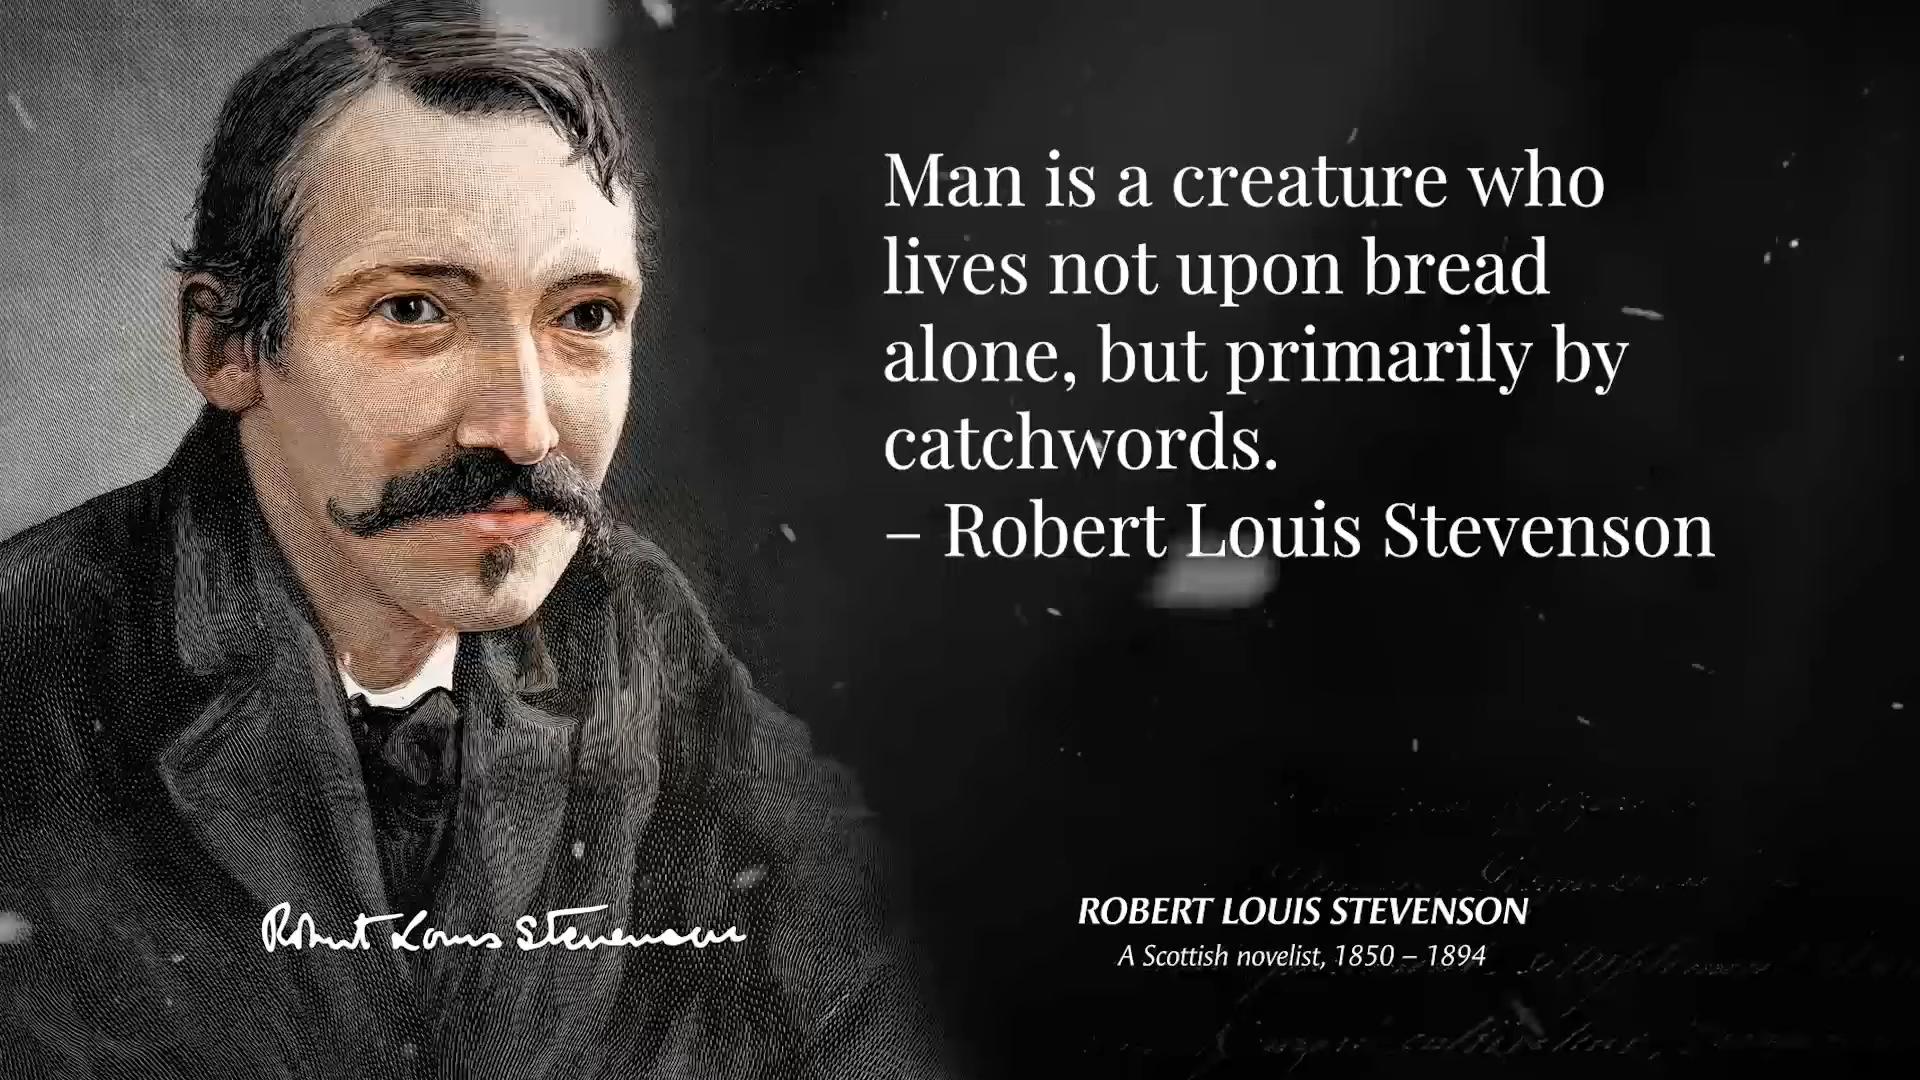 Man is a creature who
lives not upon bread
alone, but primarily by
catchwords.
– Robert Louis Stevenson
Robert Louis Stevenson
ROBERT LOUIS STEVENSON
A Scottish novelist, 1850 – 1894